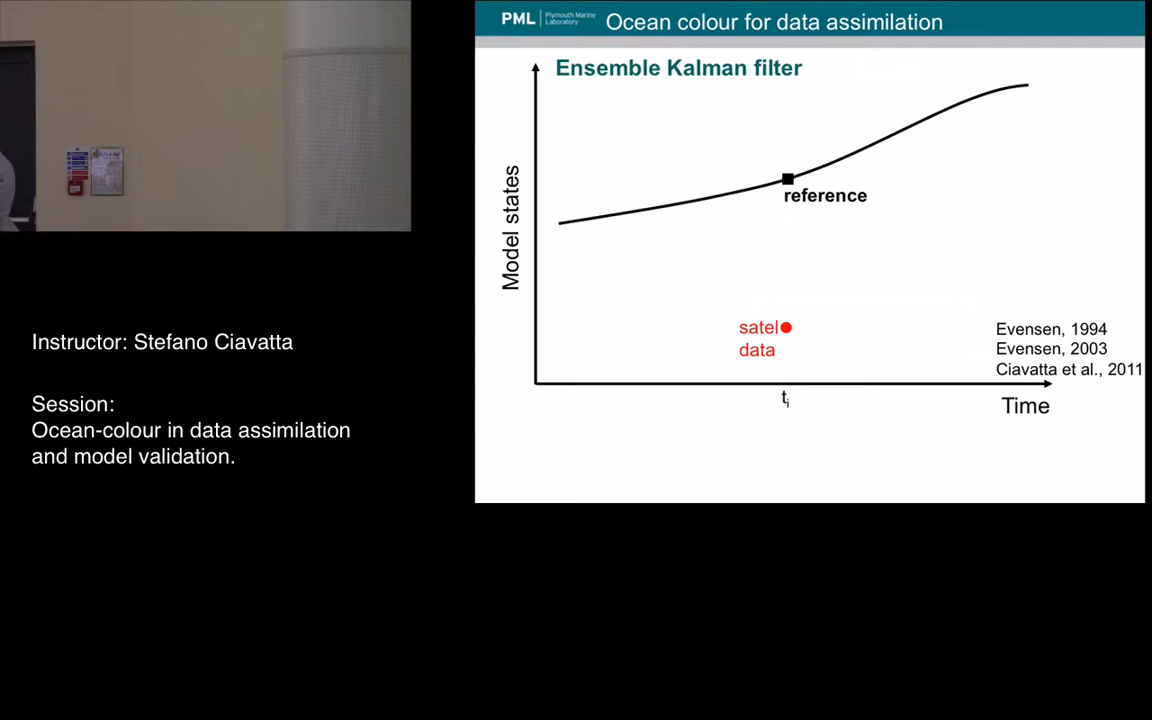 PML | Plymouth Marine Laboratory
Ocean colour for data assimilation
Ensemble Kalman filter
Model states
reference
satel
data
Evensen, 1994
Evensen, 2003
Ciavatta et al., 2011
ti
Time
Instructor: Stefano Ciavatta
Session:
Ocean-colour in data assimilation
and model validation.